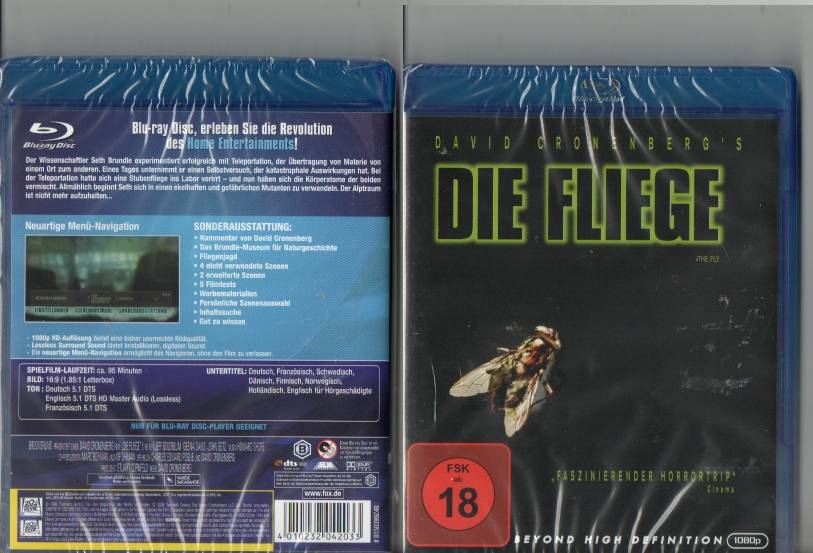 Blu-ray Disc
Blu-ray Disc, erleben Sie die Revolution
des Home Entertainments!
Der Wissenschaftler Seth Brundle experimentiert erfolgreich mit Teleportation, der Übertragung von Materie von
einem Ort zum anderen. Eines Tages unternimmt er einen Selbstversuch, der katastrophale Auswirkungen hat. Bei
der Teleportation hatte sich eine Stubenfliege ins Labor verirrt – und nun haben sich die Körperatome der beiden
vermischt. Allmählich beginnt Seth sich in einen ekelhaften und gefährlichen Mutanten zu verwandeln. Der Alptraum
ist nicht mehr aufzuhalten...
Neuartige Menü-Navigation
EINSTELLUNGEN SZENENAUSWAHL SONDERAUSSTATTUNG
SONDERAUSSTATTUNG:
• Kommentar von David Cronenberg
• Das Brundle-Museum für Naturgeschichte
• Fliegenjagd
• 4 nicht verwendete Szenen
• 2 erweiterte Szenen
• 5 Filmtests
• Werbematerialien
• Persönliche Szenenauswahl
• Inhaltssuche
• Gut zu wissen
• 1080p HD-Auflösung bietet eine bisher unerreichte Bildqualität.
• Lossless Surround Sound bietet kristallklaren, digitalen Sound.
• Die neuartige Menü-Navigation ermöglicht das Navigieren, ohne den Film zu verlassen.
SPIELFILM-LAUFZEIT: ca. 95 Minuten
BILD: 16:9 (1.85:1 Letterbox)
TON: Deutsch 5.1 DTS
Englisch 5.1 DTS HD Master Audio (Lossless)
Französisch 5.1 DTS
UNTERTITEL: Deutsch, Französisch, Schwedisch,
Dänisch, Finnisch, Norwegisch,
Holländisch, Englisch für Hörgeschädigte
NUR FÜR BLU-RAY DISC-PLAYER GEEIGNET
dts
www.fox.de
4 010232 042033
DAVID CRONENBERG'S
DIE FLIEGE
THE FLY
FSK
ab
18
„FASZINIERENDER HORRORTRIP“
Cinema
BEYOND HIGH DEFINITION 1080p